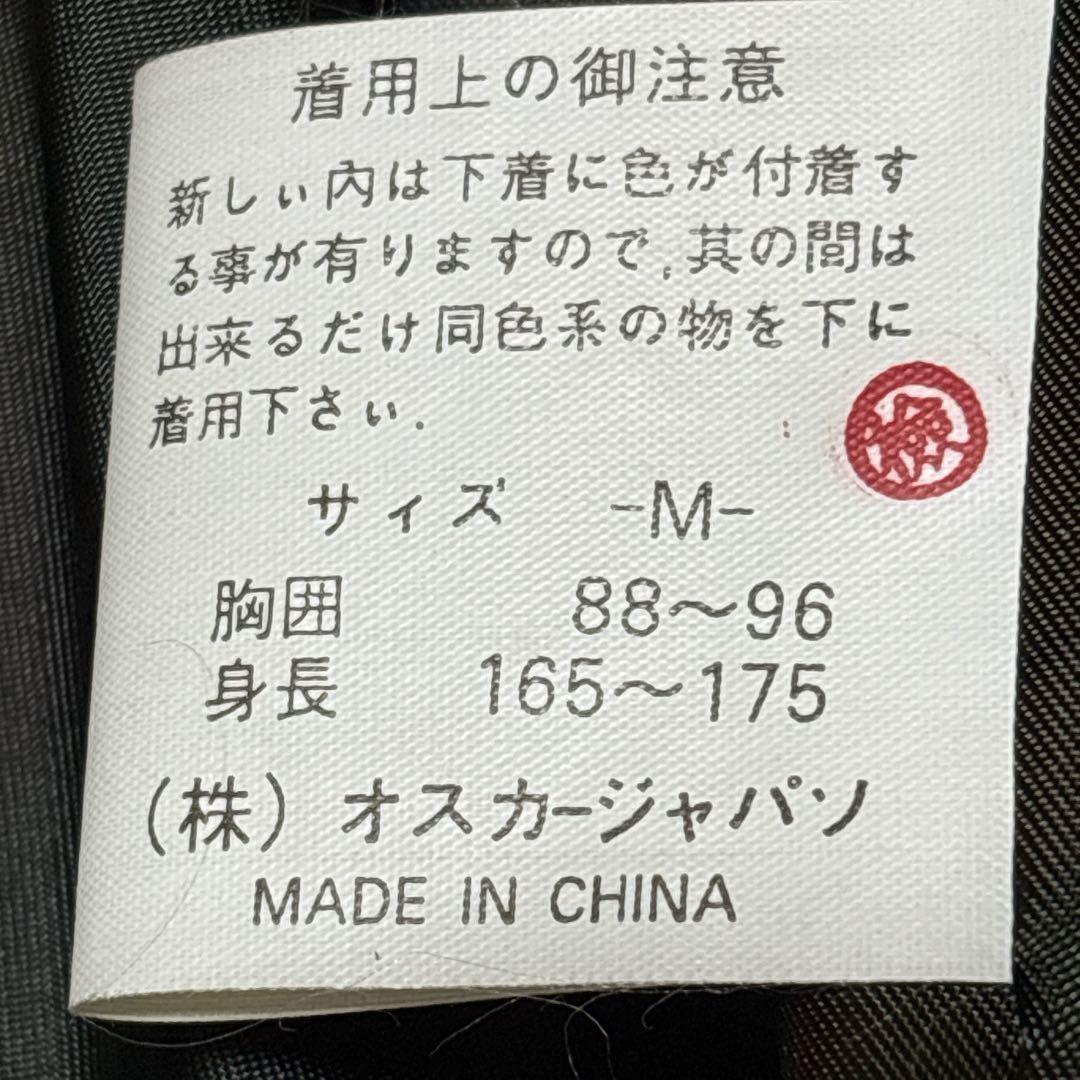 着用上の御注意
新しい内は下着に色が付着す
る事が有りますので,其の間は
出来るだけ同色系の物を下に
着用下さい.
サイズ -M-
胸囲 88〜96
身長 165〜175
(株) オスカージャパソ
MADE IN CHINA